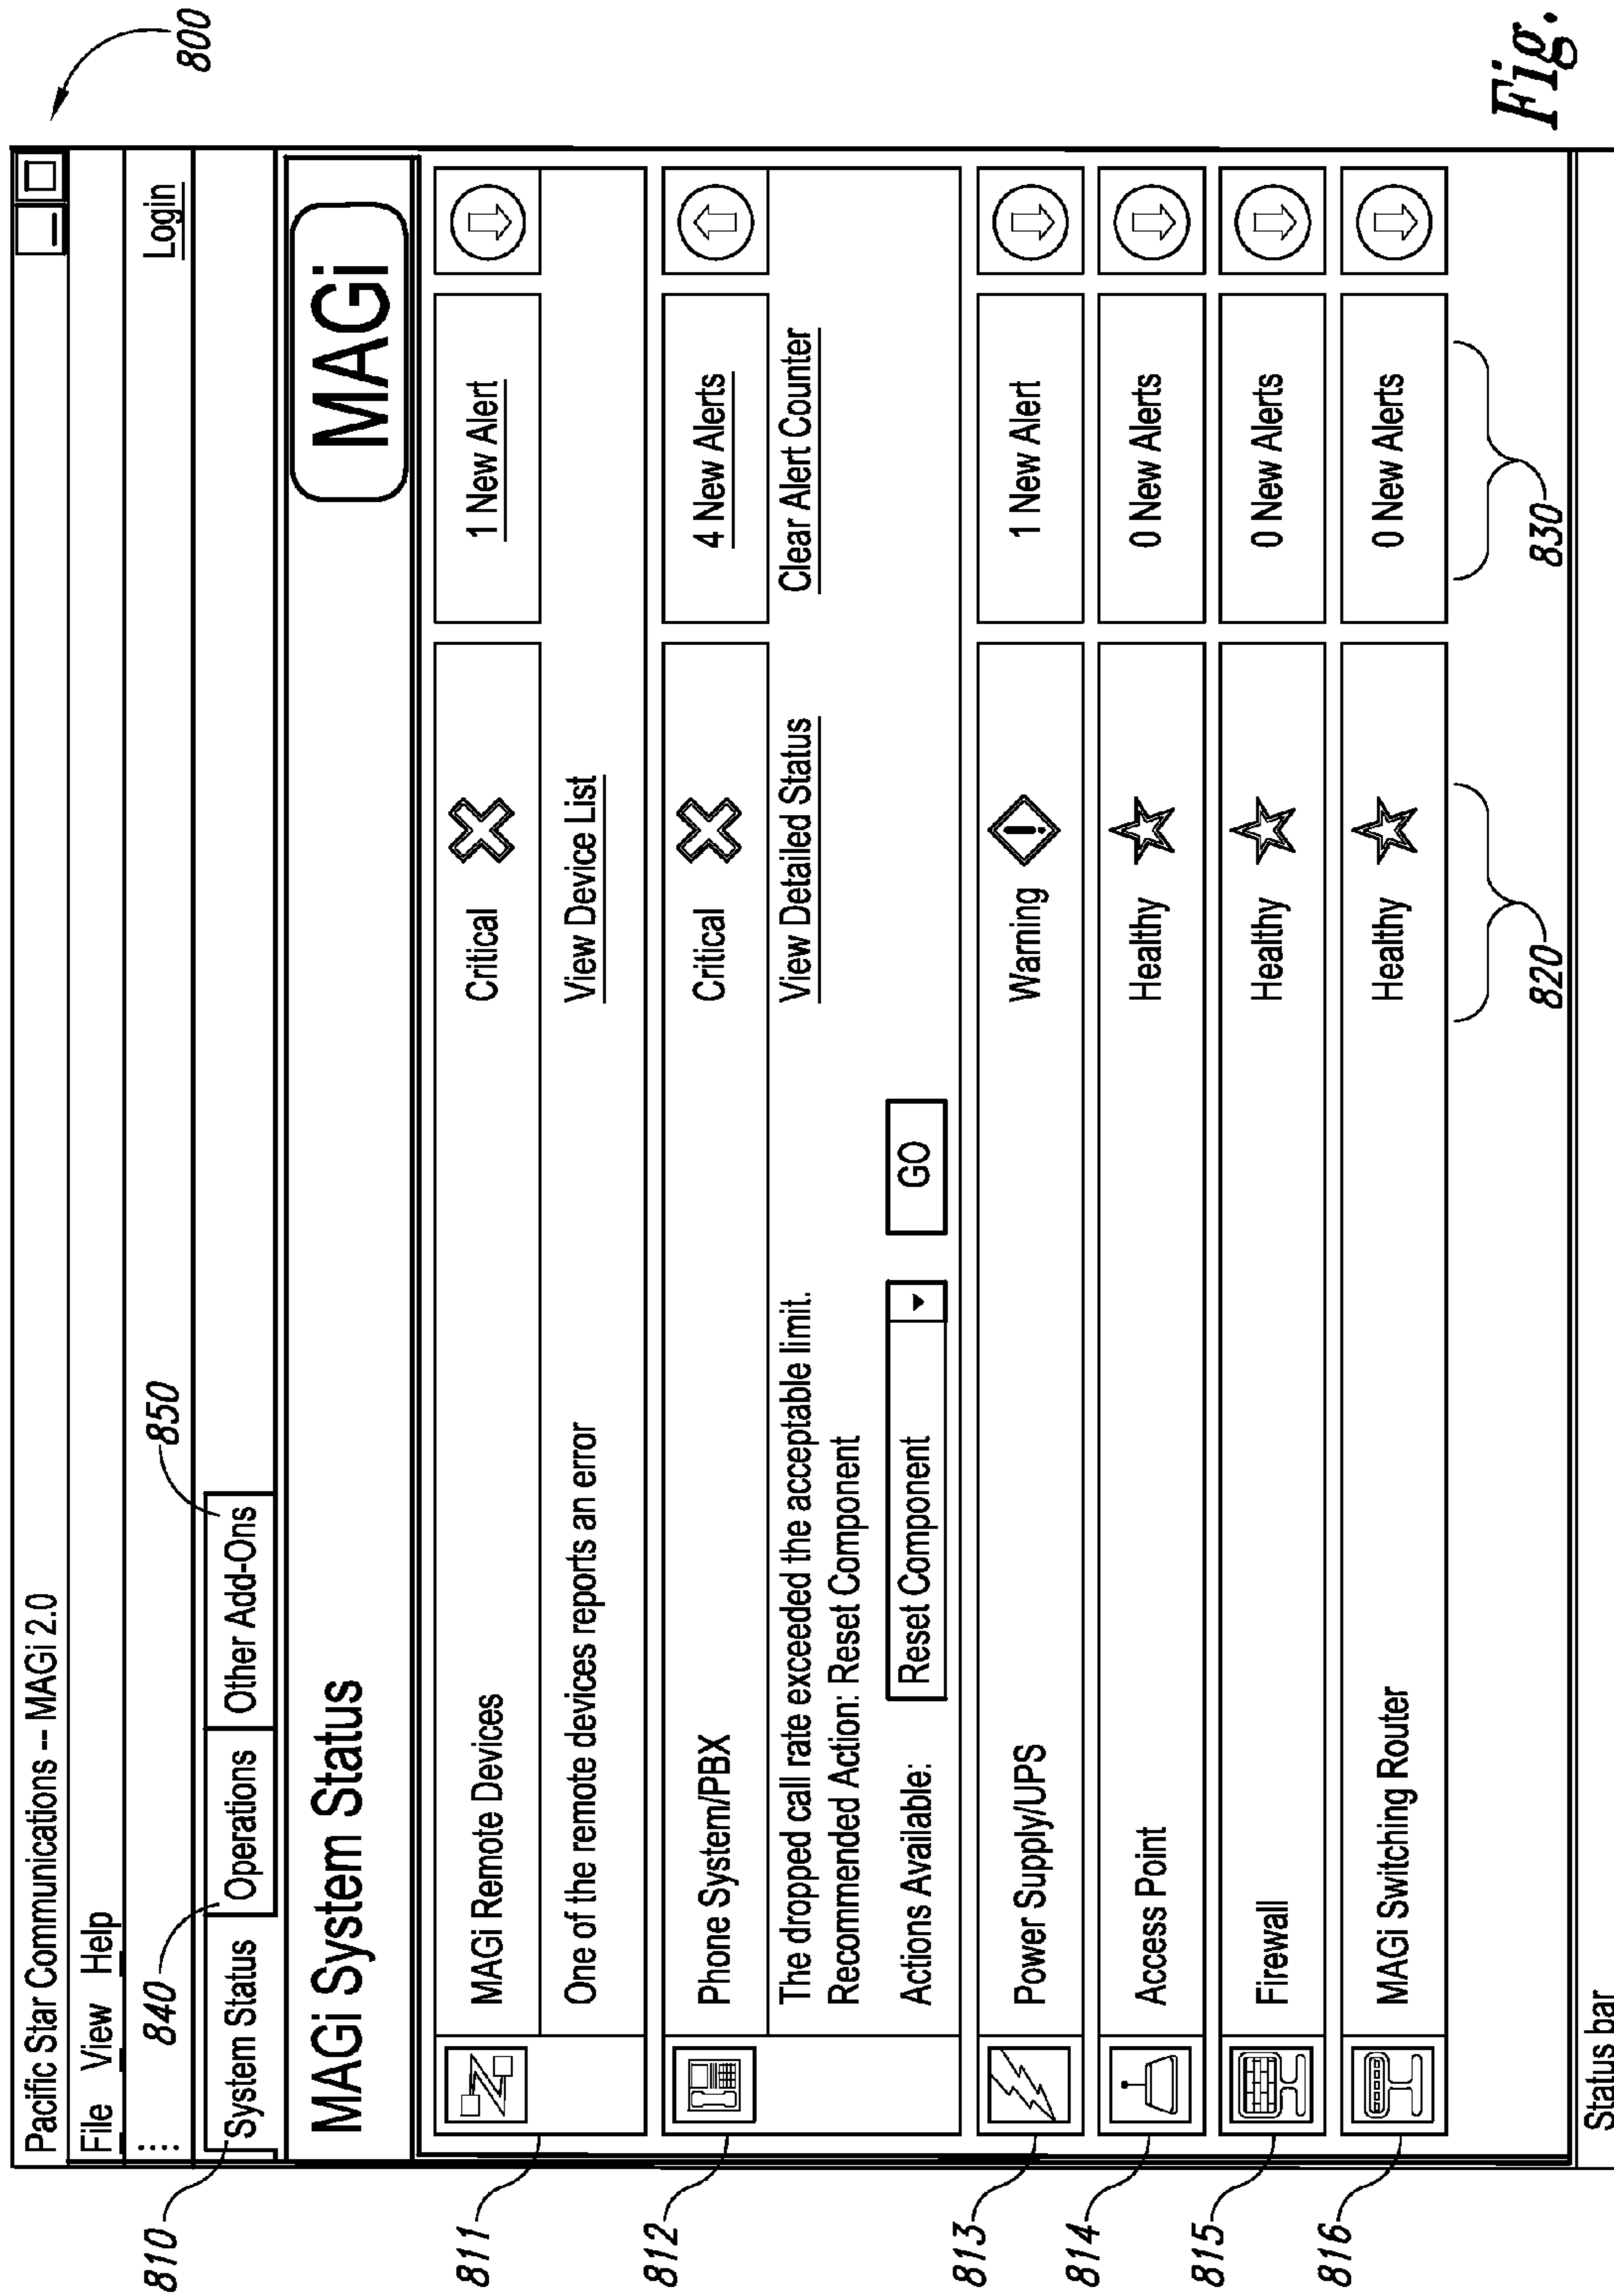 800
Pacific Star Communications -- MAGi 2.0
File View Help
Login
840
850
810
System Status Operations Other Add-Ons
MAGi System Status
MAGi
811
MAGi Remote Devices Critical 1 New Alert
One of the remote devices reports an error View Device List
812
Phone System/PBX Critical 4 New Alerts
The dropped call rate exceeded the acceptable limit. View Detailed Status Clear Alert Counter
Recommended Action: Reset Component
Actions Available: Reset Component GO
813
Power Supply/UPS Warning 1 New Alert
814
Access Point Healthy 0 New Alerts
815
Firewall Healthy 0 New Alerts
816
MAGi Switching Router Healthy 0 New Alerts
820
830
Status bar
Fig.